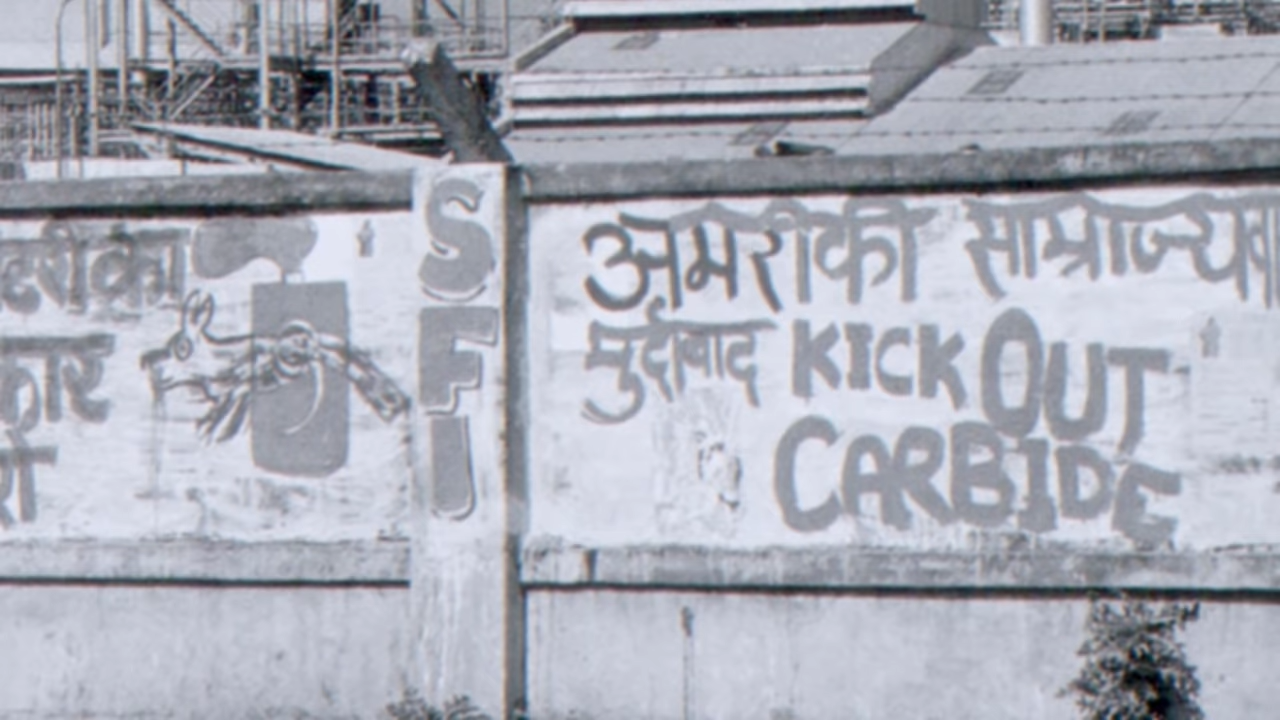 कार
S
F
I
अमरीकी साम्राज्यवा
मुर्दाबाद KICK OUT
CARBIDE